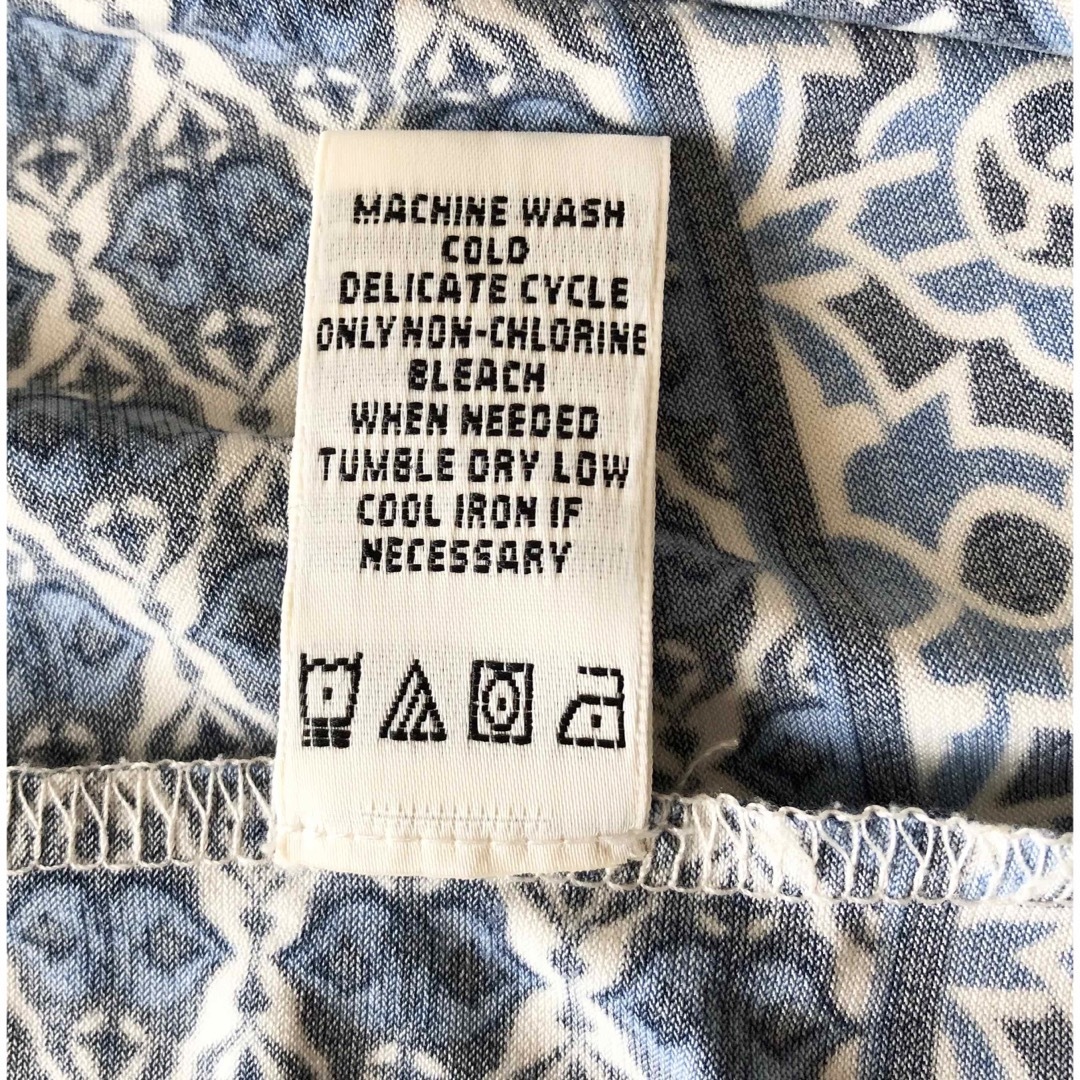 MACHINE WASH
COLD
DELICATE CYCLE
ONLY NON-CHLORINE
BLEACH
WHEN NEEDED
TUMBLE DRY LOW
COOL IRON IF
NECESSARY